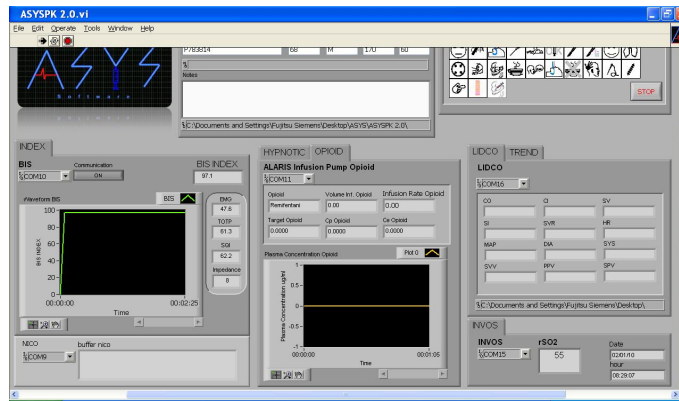 ASYSPK 2.0.vi
File Edit Operate Tools Window Help
P783814 68 M 170 60
ASYS
Software
Notes
C:\Documents and Settings\Fujitsu Siemens\Desktop\ASYS\ASYSPK 2.0\
STOP
INDEX
BIS
Communication
BIS INDEX
COM10
ON
97.1
Waveform BIS
BIS
EMG
47.6
TOTP
61.3
SQI
62.2
Impedance
8
BIS INDEX
100
80
60
40
20
0
00:00:00
00:02:25
Time
NICO
buffer nico
COM9
HYPNOTIC
OPIOID
ALARIS Infusion Pump Opioid
COM11
Opioid
Volume Inf. Opioid
Infusion Rate Opioid
Remifentani
0.00
0.00
Target Opioid
Cp Opioid
Ce Opioid
0.0000
0.0000
0.0000
Plasma Concentration Opioid
Plot 0
Plasma Concentration ug/ml
1
0.5
0
-0.5
-1
00:00:00
00:01:05
Time
LIDCO
TREND
LIDCO
COM16
CO
CI
SV
SI
SVR
HR
MAP
DIA
SYS
SVV
PPV
SPV
C:\Documents and Settings\Fujitsu Siemens\Desktop\
INVOS
INVOS
rSO2
Date
COM15
55
02/01/10
hour
08:29:07